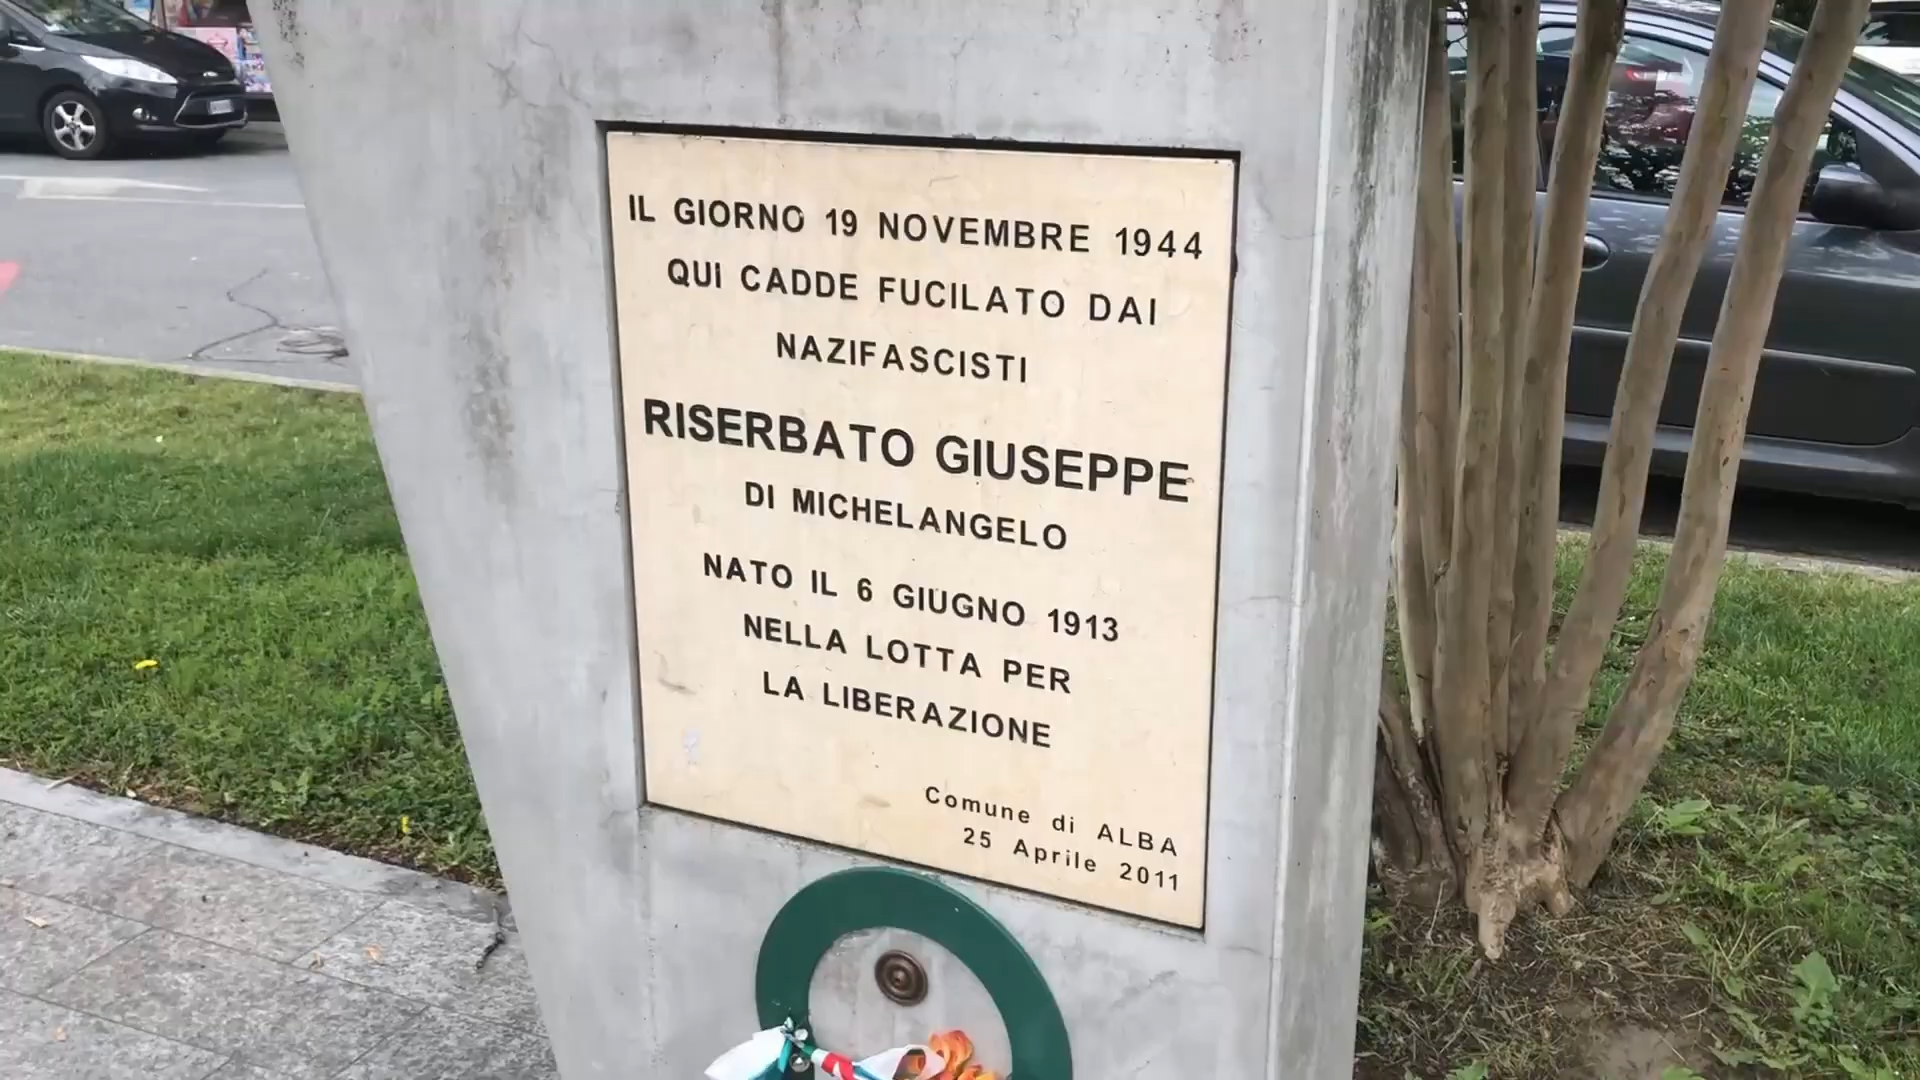 IL GIORNO 19 NOVEMBRE 1944
QUI CADDE FUCILATO DAI
NAZIFASCISTI
RISERBATO GIUSEPPE
DI MICHELANGELO
NATO IL 6 GIUGNO 1913
NELLA LOTTA PER
LA LIBERAZIONE
Comune di ALBA
25 Aprile 2011